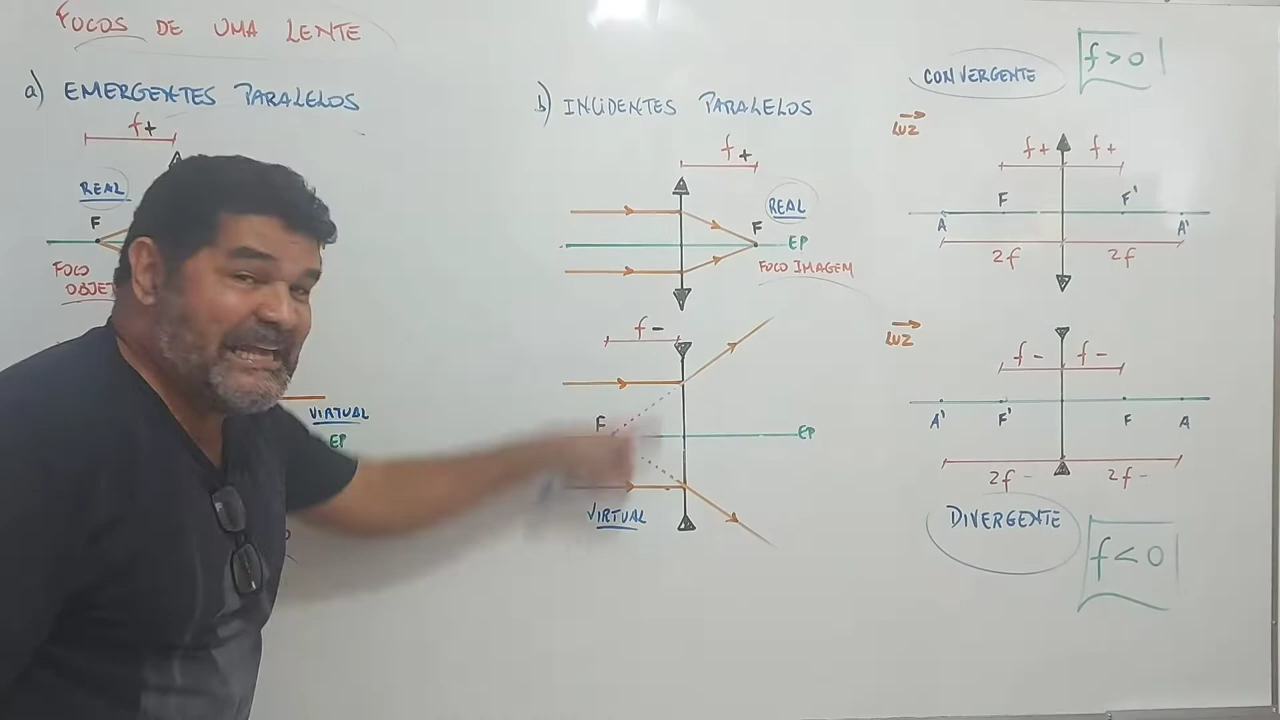 FOCOS DE UMA LENTE
a) EMERGENTES PARALELOS
f+
REAL
F
FOCO
OBJET
VIRTUAL
EP
b) INCIDENTES PARALELOS
f+
REAL
F
EP
FOCO IMAGEM
f-
F
EP
VIRTUAL
CONVERGENTE
f>0
LUZ
f+ f+
F F'
A A'
2f 2f
LUZ
f- f-
A' F' F A
2f- 2f-
DIVERGENTE
f<0